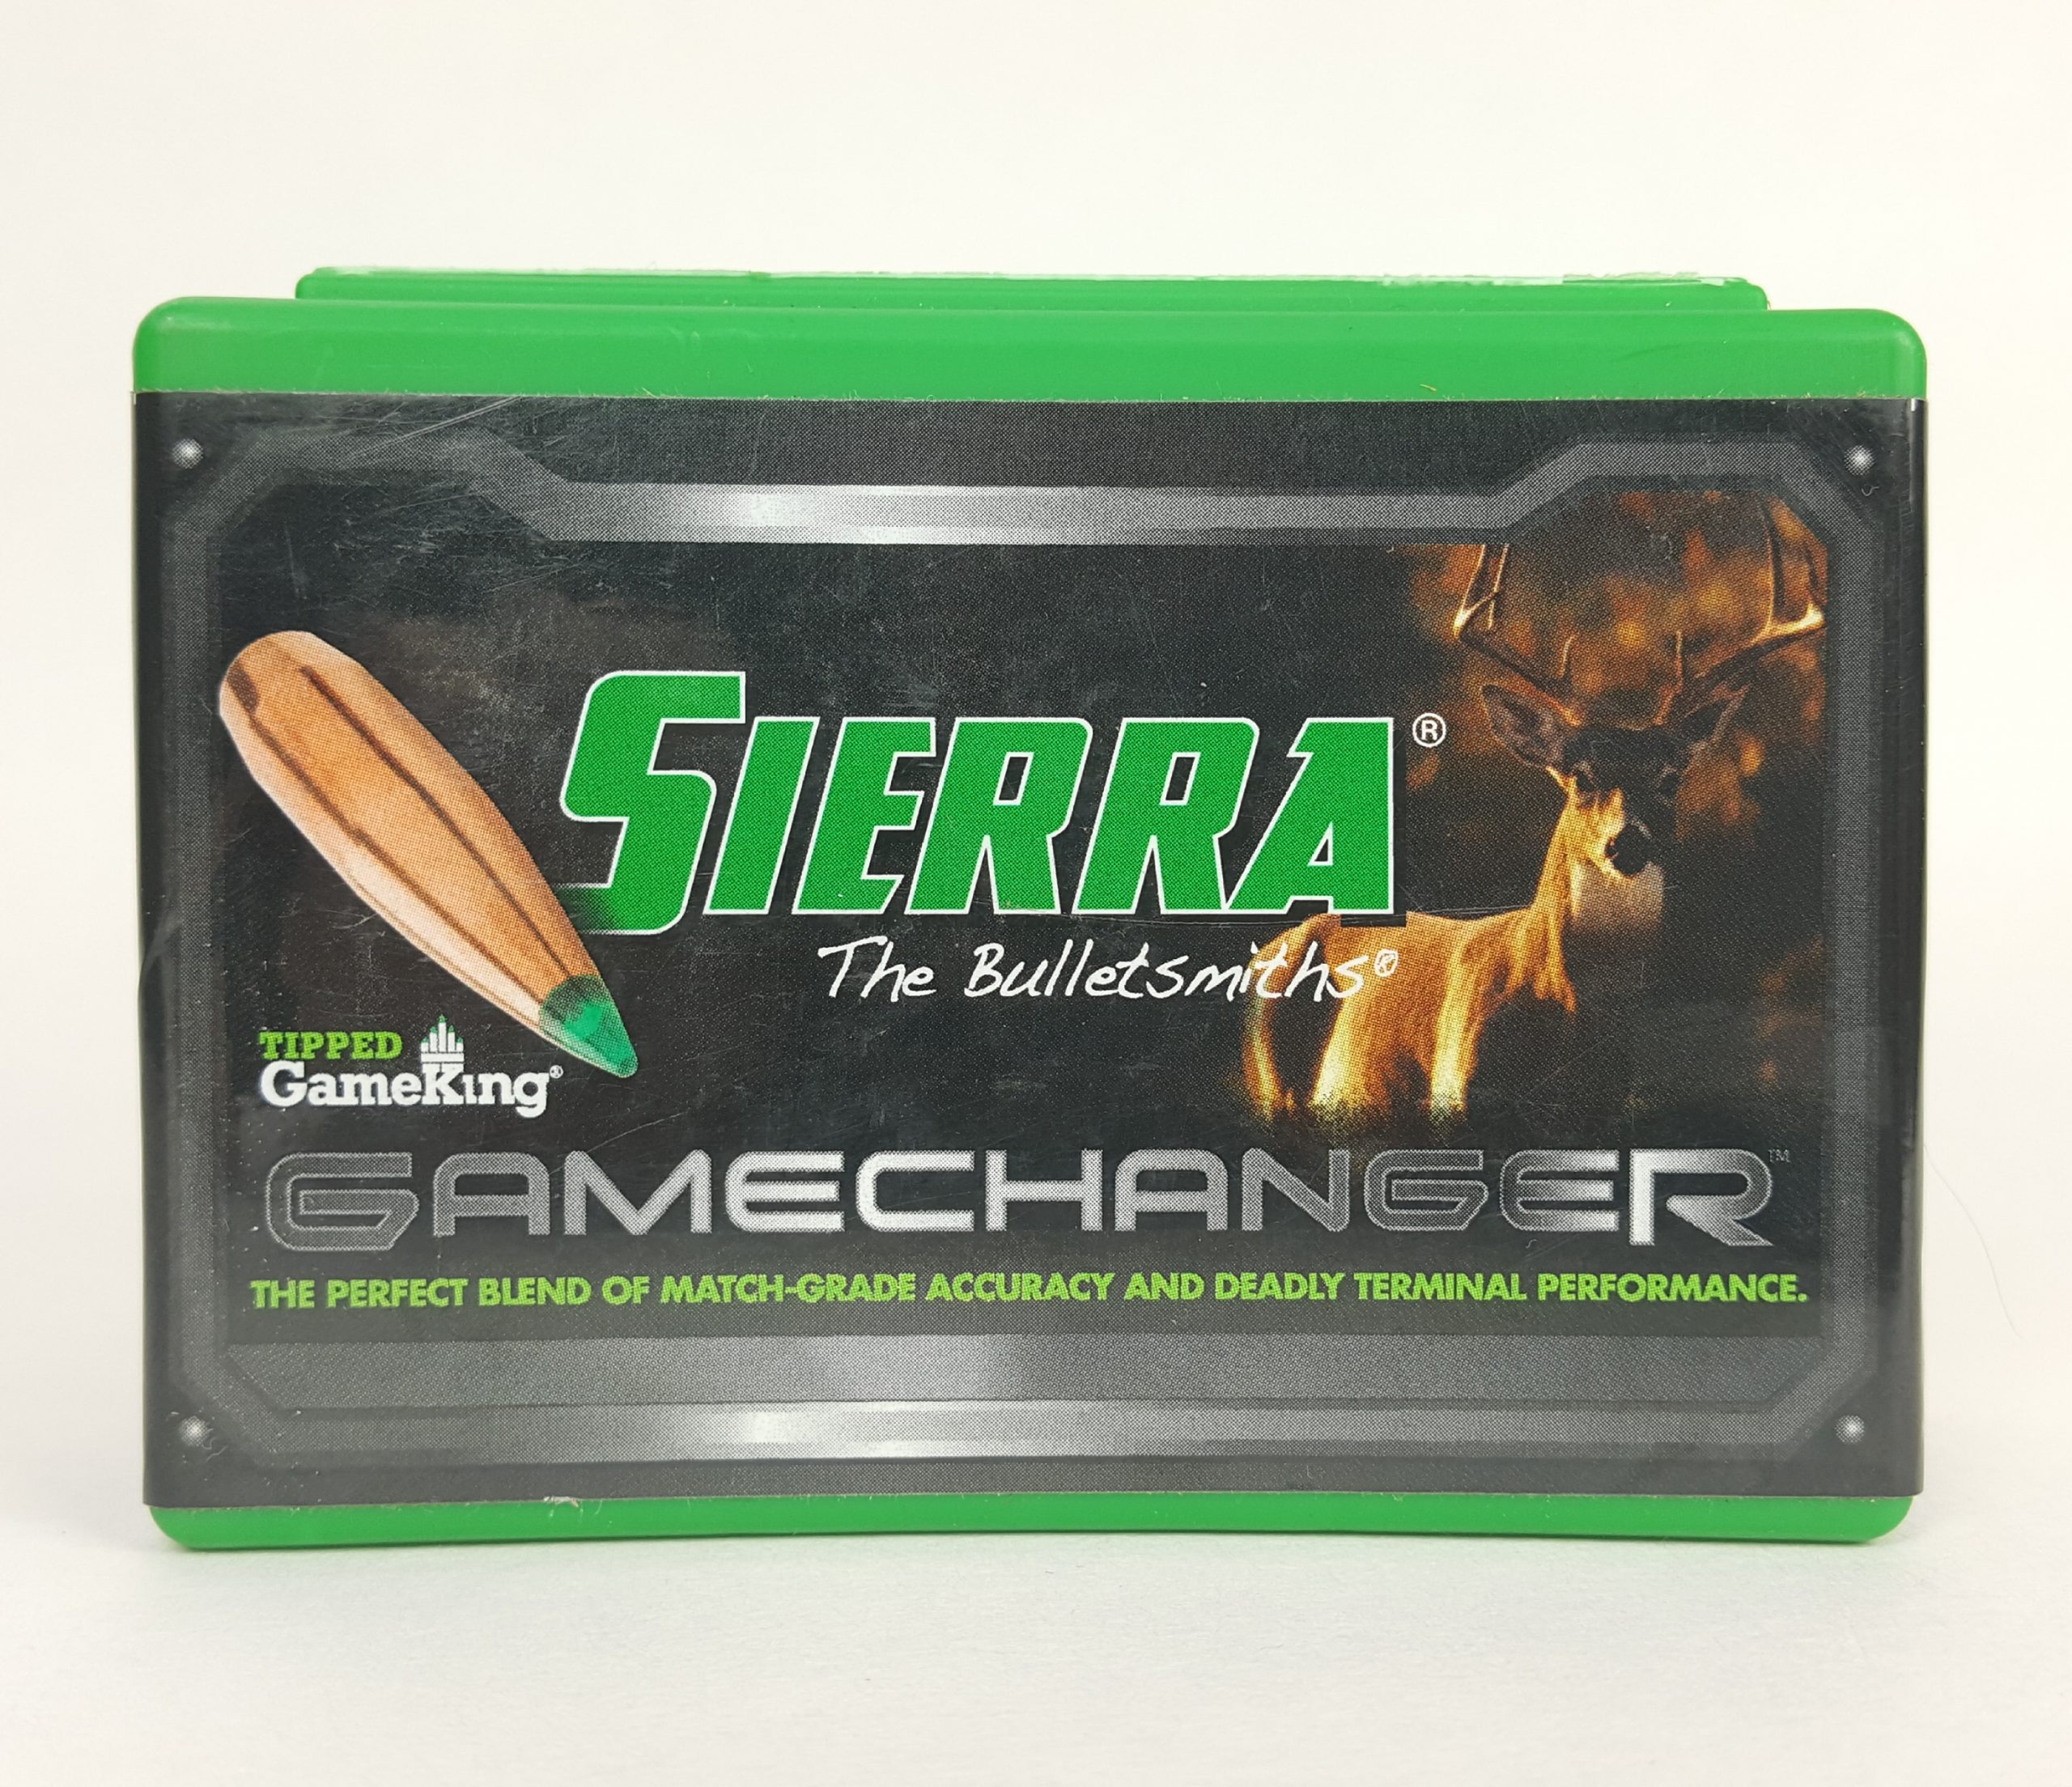 SIERRA®
The Bulletsmiths®
TIPPED
GameKing®
GAMECHANGER™
THE PERFECT BLEND OF MATCH-GRADE ACCURACY AND DEADLY TERMINAL PERFORMANCE.